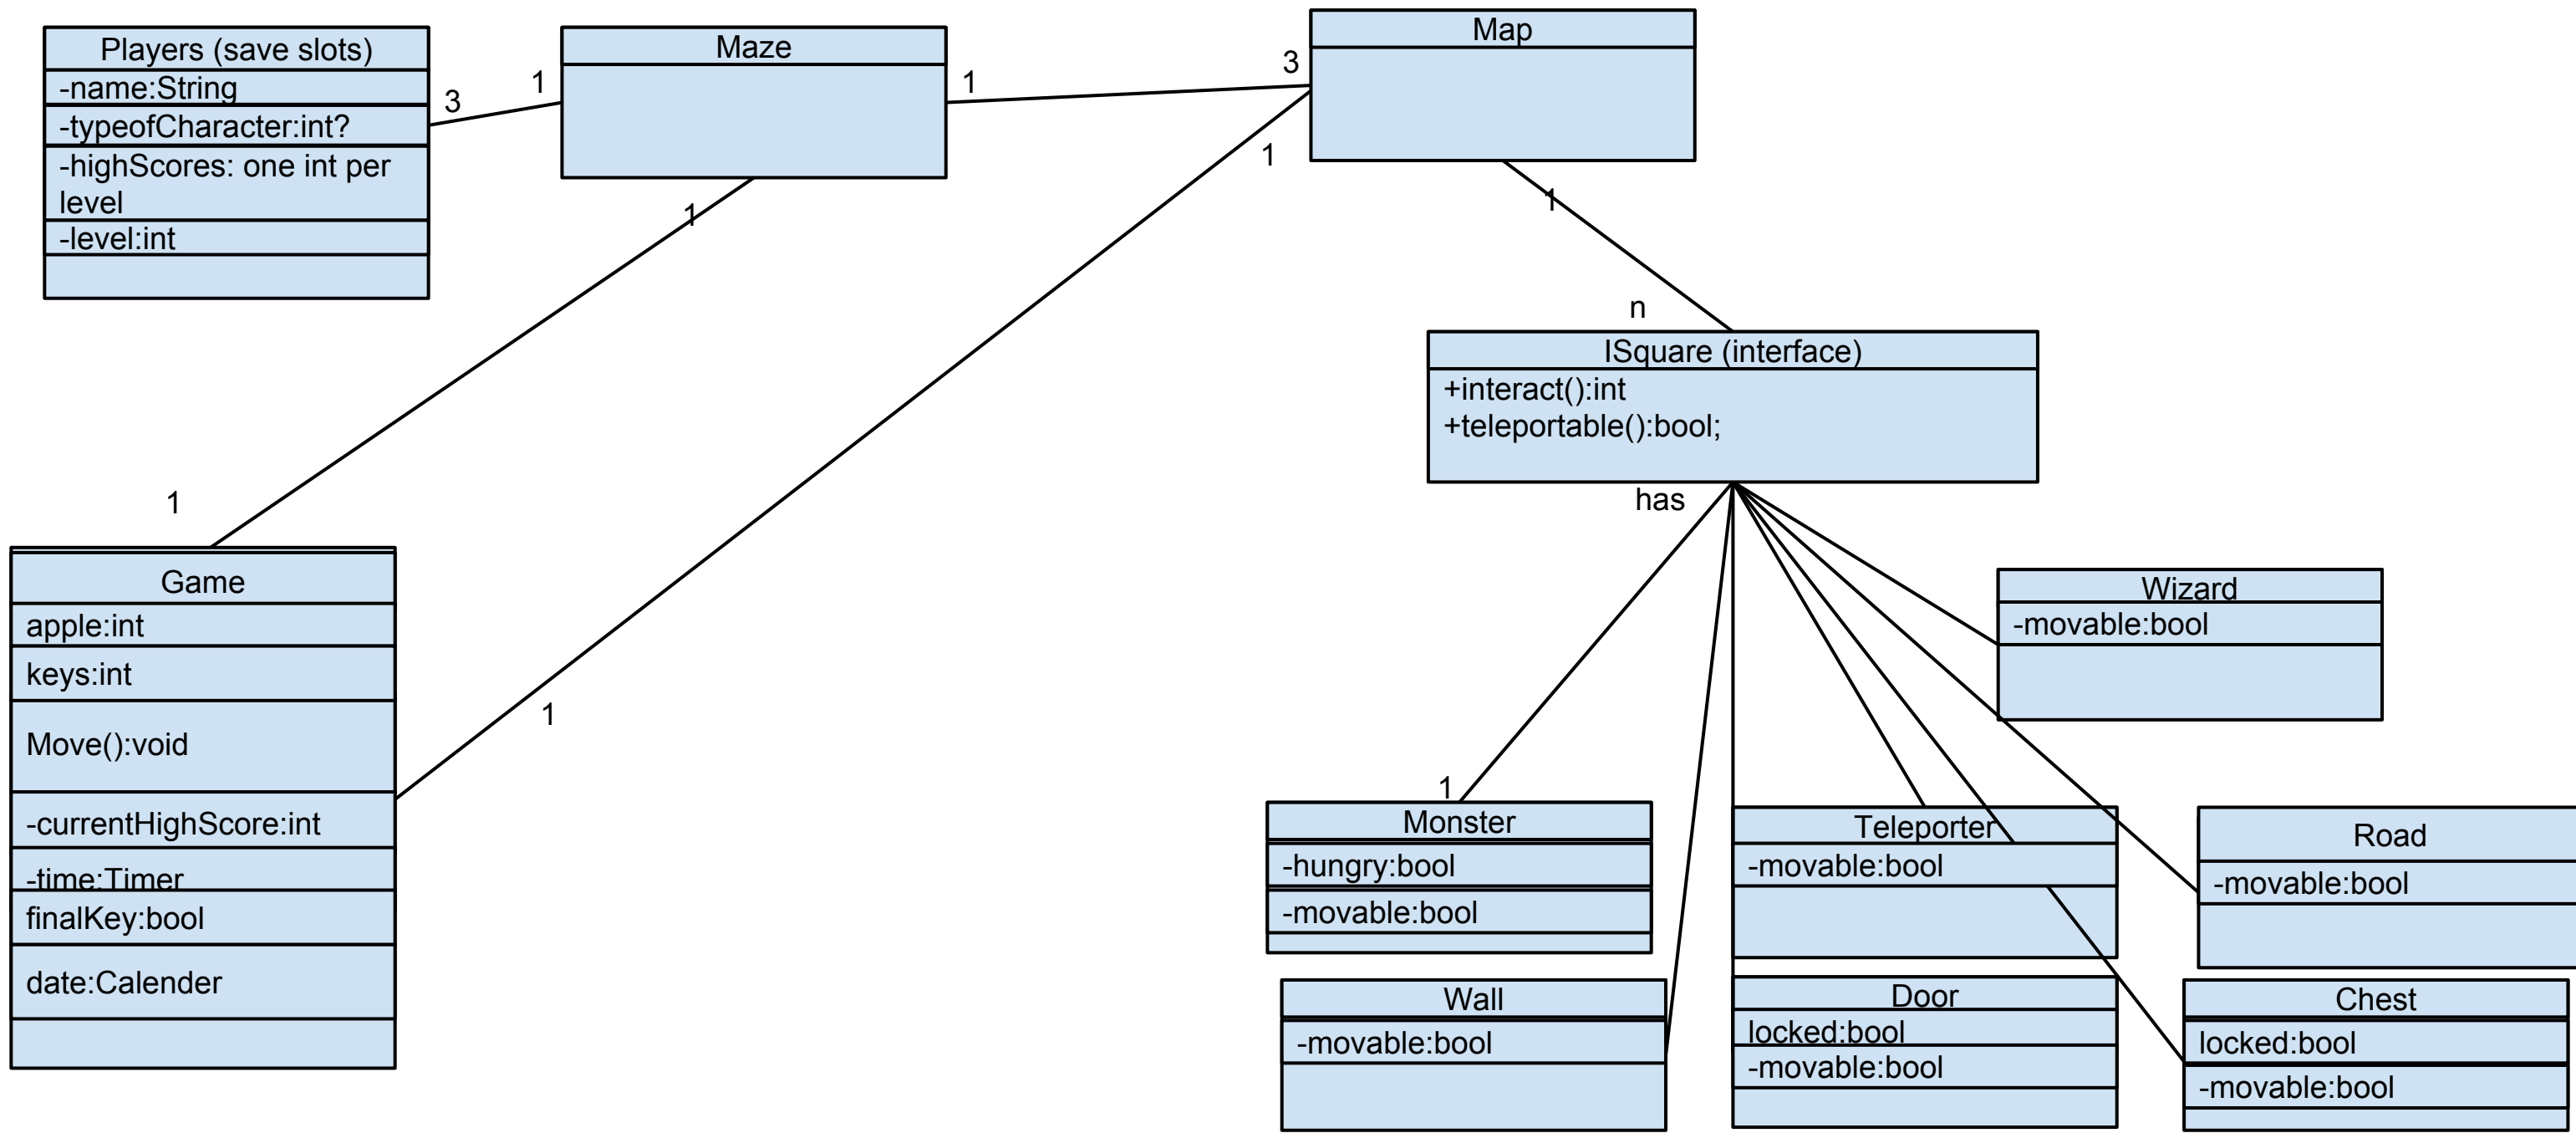 Players (save slots)
-name:String
-typeofCharacter:int?
-highScores: one int per
level
-level:int
3
1
Maze
1
3
Map
1
1
1
n
ISquare (interface)
+interact():int
+teleportable():bool;
has
1
1
Game
apple:int
keys:int
Move():void
-currentHighScore:int
-time:Timer
finalKey:bool
date:Calender
Wizard
-movable:bool
1
Monster
-hungry:bool
-movable:bool
Teleporter
-movable:bool
Road
-movable:bool
Wall
-movable:bool
Door
locked:bool
-movable:bool
Chest
locked:bool
-movable:bool